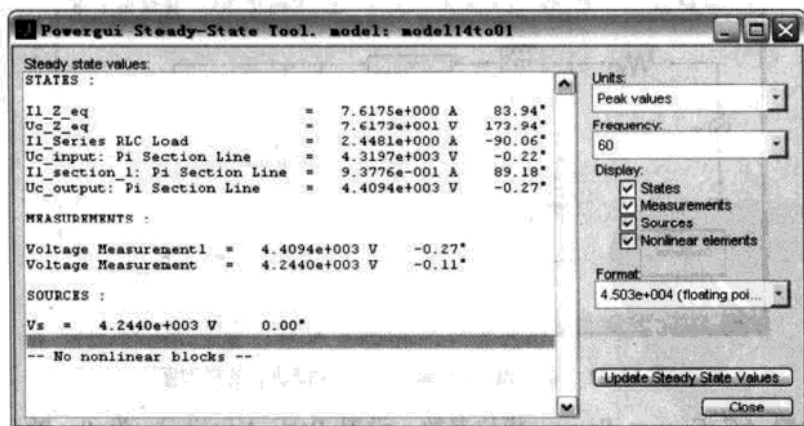 Powergui Steady-State Tool. model: model14to01
Steady state values:
STATES :
Il_Z_eq = 7.6175e+000 A 83.94°
Uc_Z_eq = 7.6173e+001 V 173.94°
Il_Series RLC Load = 2.4481e+000 A -90.06°
Uc_input: Pi Section Line = 4.3197e+003 V -0.22°
Il_section_1: Pi Section Line = 9.3776e-001 A 89.18°
Uc_output: Pi Section Line = 4.4094e+003 V -0.27°
MEASUREMENTS :
Voltage Measurement1 = 4.4094e+003 V -0.27°
Voltage Measurement = 4.2440e+003 V -0.11°
SOURCES :
Vs = 4.2440e+003 V 0.00°
-- No nonlinear blocks --
Units:
Peak values
Frequency:
60
Display:
States
Measurements
Sources
Nonlinear elements
Format:
4.503e+004 (floating poi...
Update Steady State Values
Close